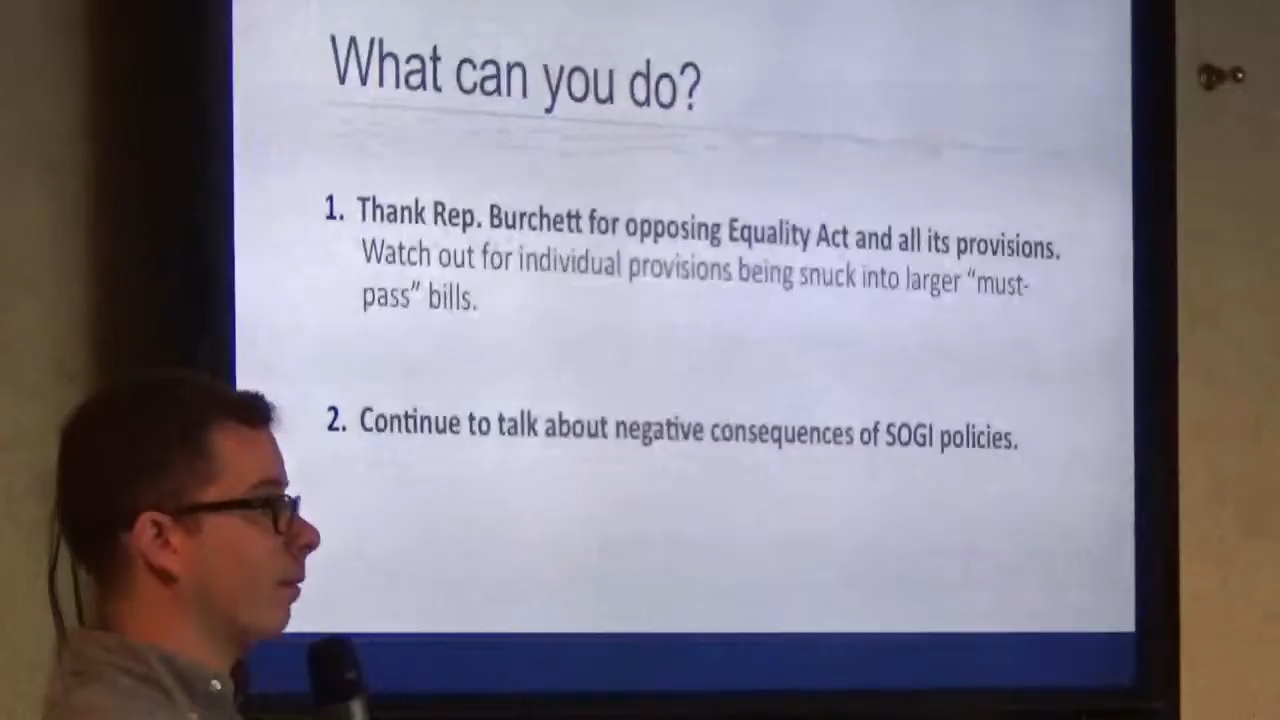 What can you do?
1. Thank Rep. Burchett for opposing Equality Act and all its provisions.
Watch out for individual provisions being snuck into larger “must-
pass” bills.
2. Continue to talk about negative consequences of SOGI policies.